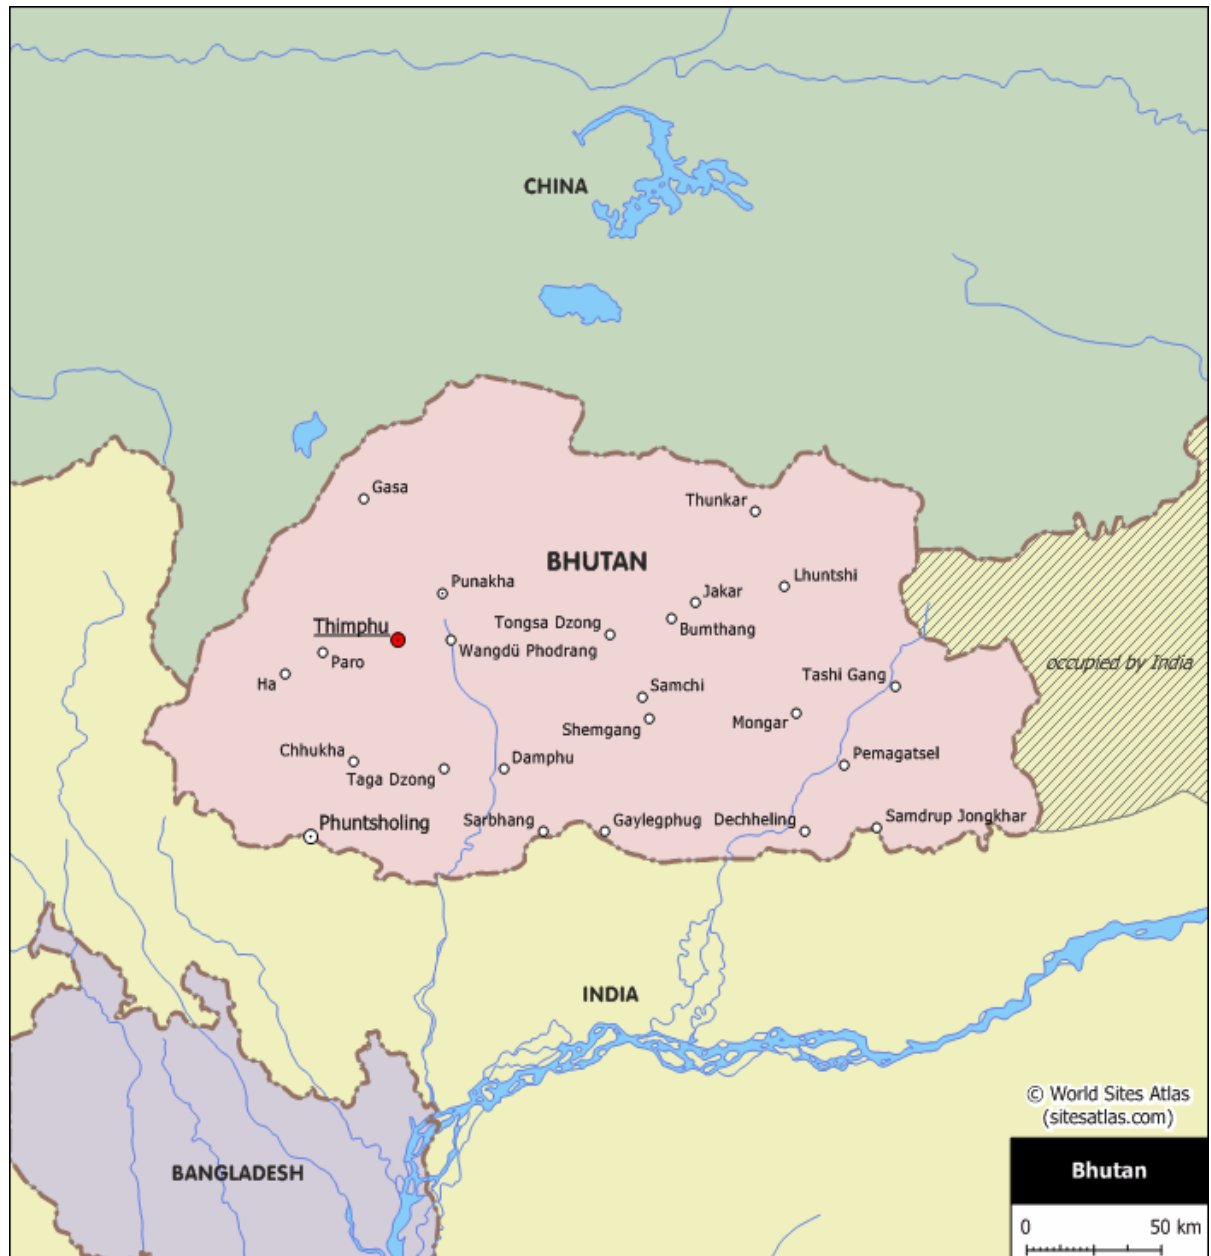 CHINA
Gasa
Thunkar
BHUTAN
Punakha
Lhuntshi
Jakar
Thimphu
Tongsa Dzong
Bumthang
Wangdü Phodrang
Paro
occupied by India
Ha
Samchi
Tashi Gang
Shemgang
Mongar
Chhukha
Taga Dzong
Damphu
Pemagatsel
Phuntsholing
Sarbhang
Gaylegphug
Dechheling
Samdrup Jongkhar
INDIA
© World Sites Atlas
(sitesatlas.com)
BANGLADESH
Bhutan
0 50 km